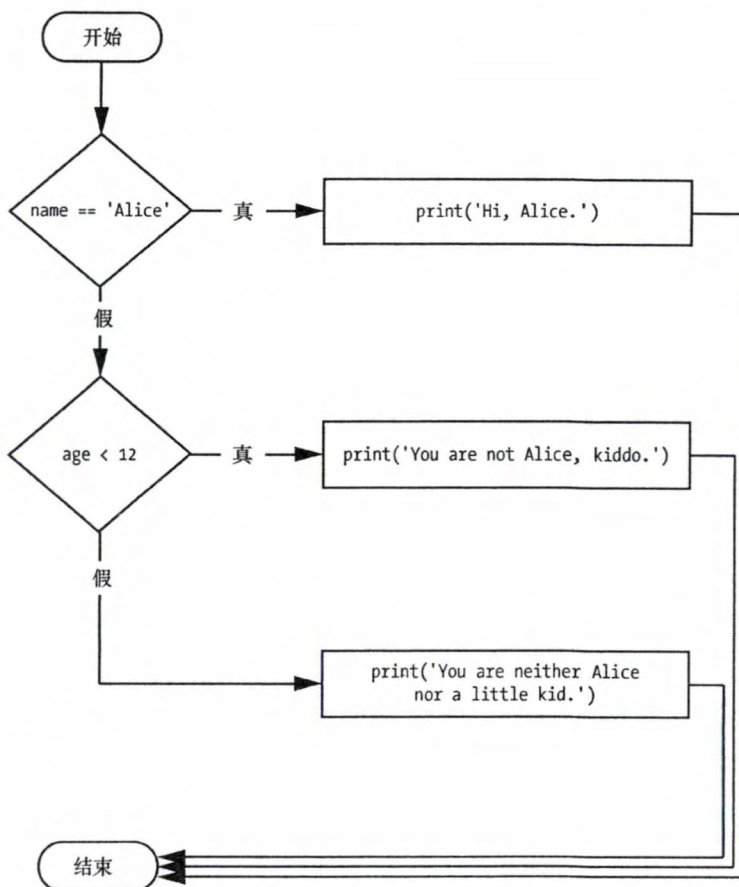 开始
name == 'Alice'
真
print('Hi, Alice.')
假
age < 12
真
print('You are not Alice, kiddo.')
假
print('You are neither Alice
nor a little kid.')
结束